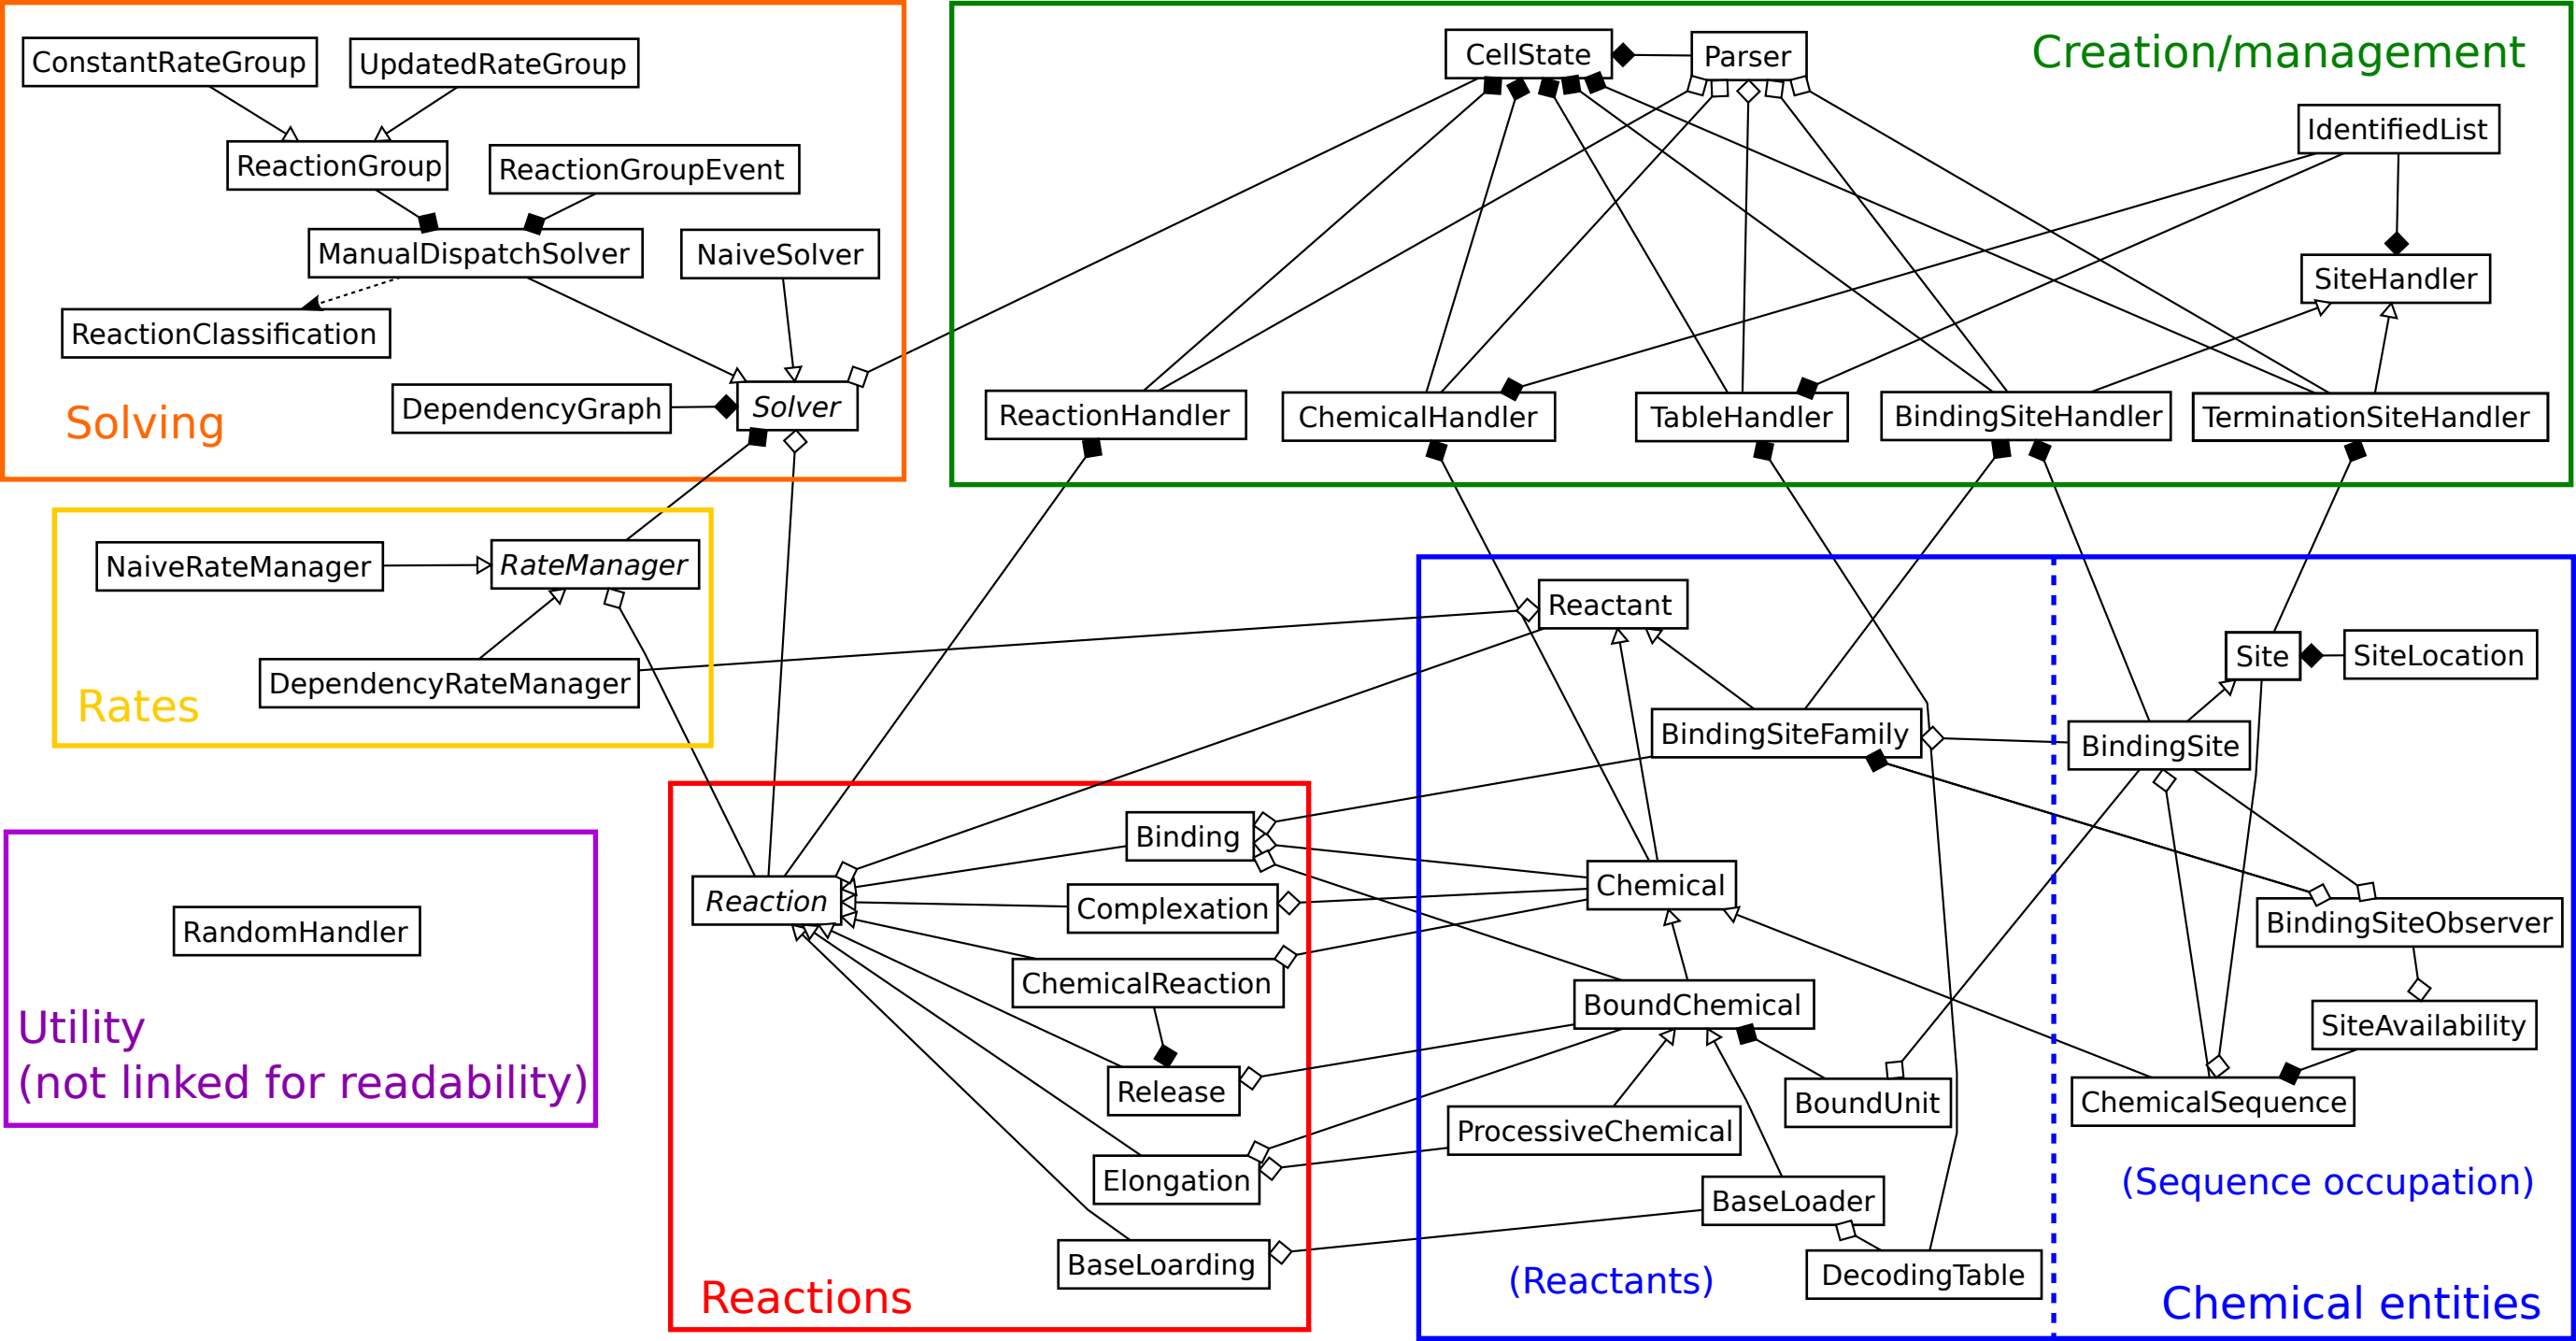 ConstantRateGroup
UpdatedRateGroup
ReactionGroup
ReactionGroupEvent
ManualDispatchSolver
NaiveSolver
ReactionClassification
DependencyGraph
Solver
Solving
CellState
Parser
Creation/management
IdentifiedList
SiteHandler
ReactionHandler
ChemicalHandler
TableHandler
BindingSiteHandler
TerminationSiteHandler
NaiveRateManager
RateManager
DependencyRateManager
Rates
RandomHandler
Utility
(not linked for readability)
Binding
Reaction
Complexation
ChemicalReaction
Release
Elongation
BaseLoarding
Reactions
Reactant
BindingSiteFamily
Chemical
BoundChemical
BoundUnit
ProcessiveChemical
BaseLoader
DecodingTable
(Reactants)
Site
SiteLocation
BindingSite
BindingSiteObserver
SiteAvailability
ChemicalSequence
(Sequence occupation)
Chemical entities